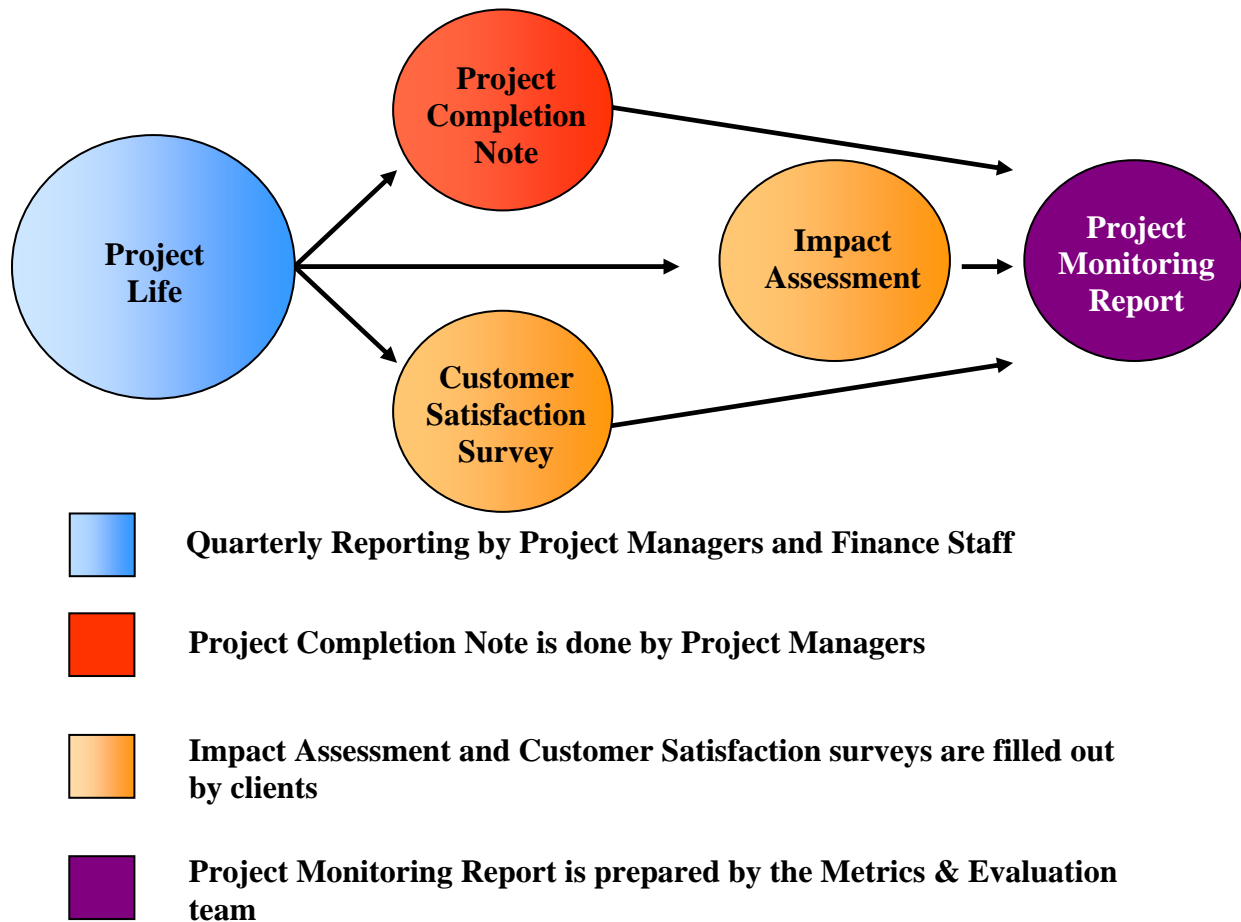 Project
Completion
Note
Project
Life
Impact
Assessment
Project
Monitoring
Report
Customer
Satisfaction
Survey
Quarterly Reporting by Project Managers and Finance Staff
Project Completion Note is done by Project Managers
Impact Assessment and Customer Satisfaction surveys are filled out
by clients
Project Monitoring Report is prepared by the Metrics & Evaluation
team